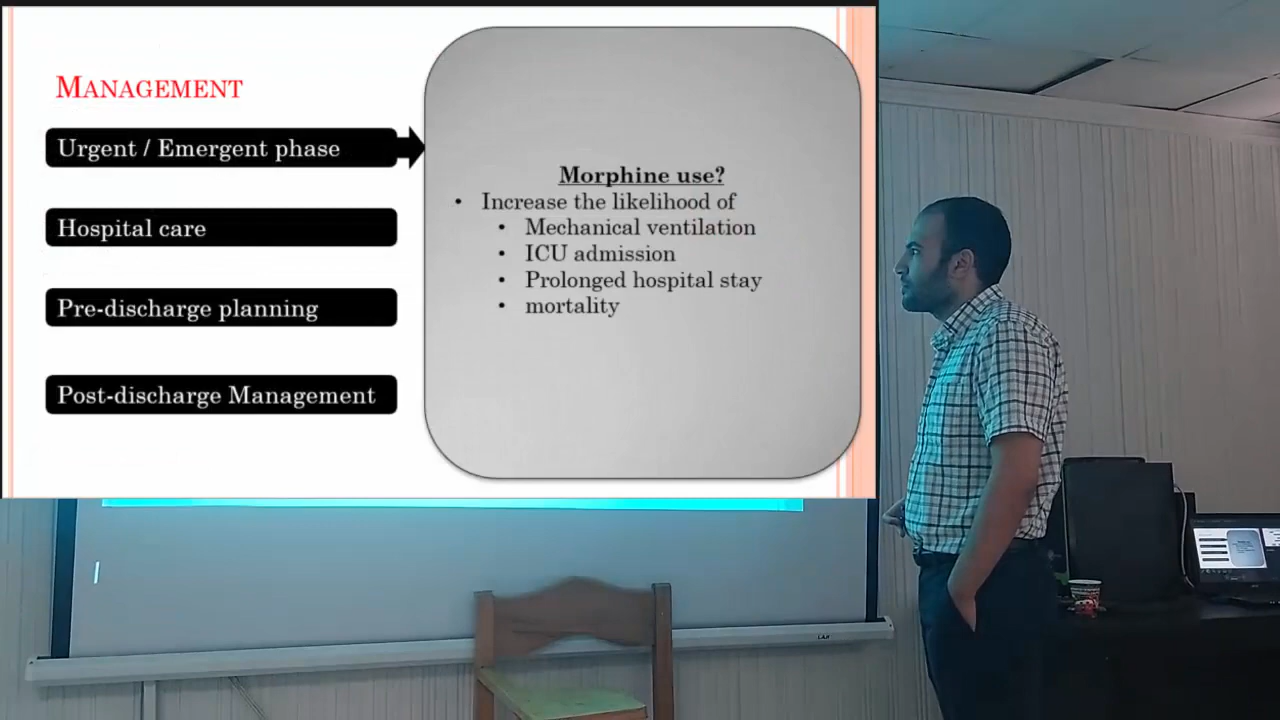 MANAGEMENT
Urgent / Emergent phase
Hospital care
Pre-discharge planning
Post-discharge Management
Morphine use?
• Increase the likelihood of
• Mechanical ventilation
• ICU admission
• Prolonged hospital stay
• mortality